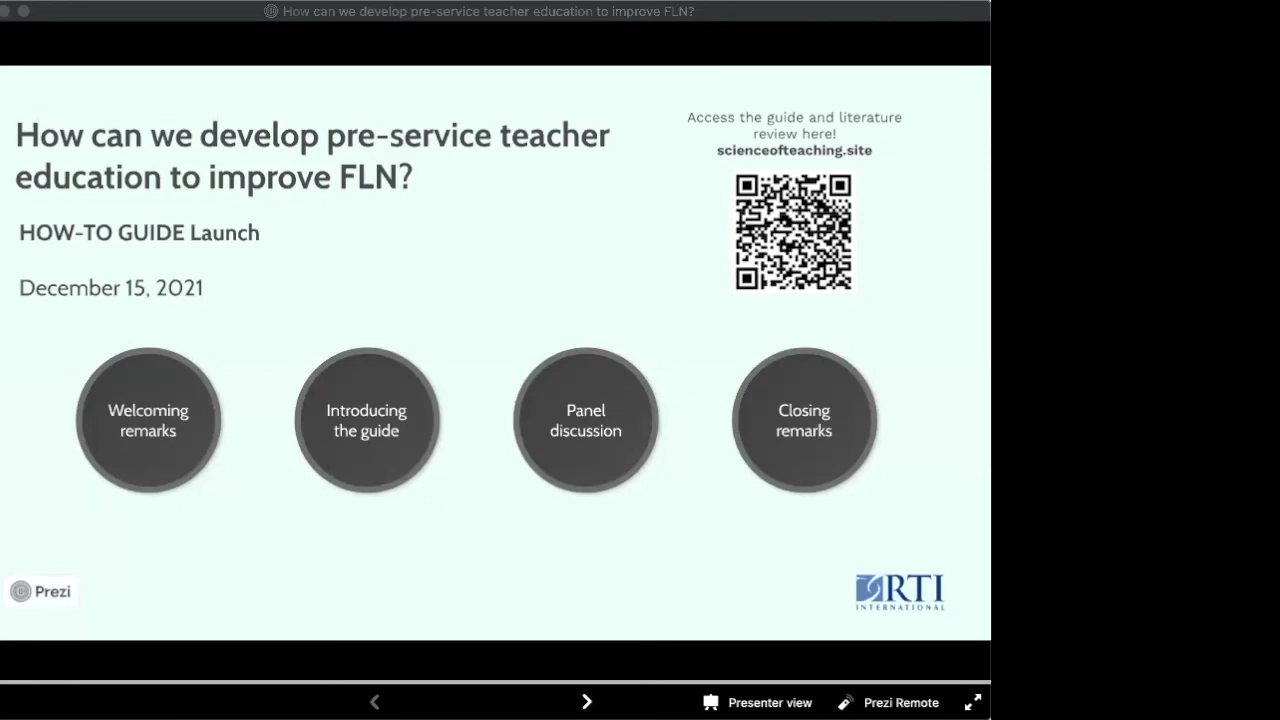 How can we develop pre-service teacher education to improve FLN?
How can we develop pre-service teacher
education to improve FLN?
HOW-TO GUIDE Launch
December 15, 2021
Access the guide and literature
review here!
scienceofteaching.site
Welcoming
remarks
Introducing
the guide
Panel
discussion
Closing
remarks
Prezi
RTI
INTERNATIONAL
Presenter view
Prezi Remote